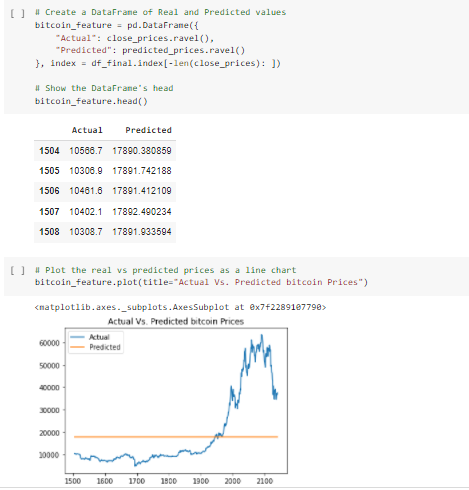 [ ] # Create a DataFrame of Real and Predicted values
bitcoin_feature = pd.DataFrame({
"Actual": close_prices.ravel(),
"Predicted": predicted_prices.ravel()
}, index = df_final.index[-len(close_prices): ])
# Show the DataFrame's head
bitcoin_feature.head()
Actual Predicted
1504 10566.7 17890.380859
1505 10306.9 17891.742188
1506 10461.6 17891.412109
1507 10402.1 17892.490234
1508 10308.7 17891.933594
[ ] # Plot the real vs predicted prices as a line chart
bitcoin_feature.plot(title="Actual Vs. Predicted bitcoin Prices")
<matplotlib.axes._subplots.AxesSubplot at 0x7f2289107790>
Actual Vs. Predicted bitcoin Prices
Actual
Predicted
60000
50000
40000
30000
20000
10000
1500 1600 1700 1800 1900 2000 2100